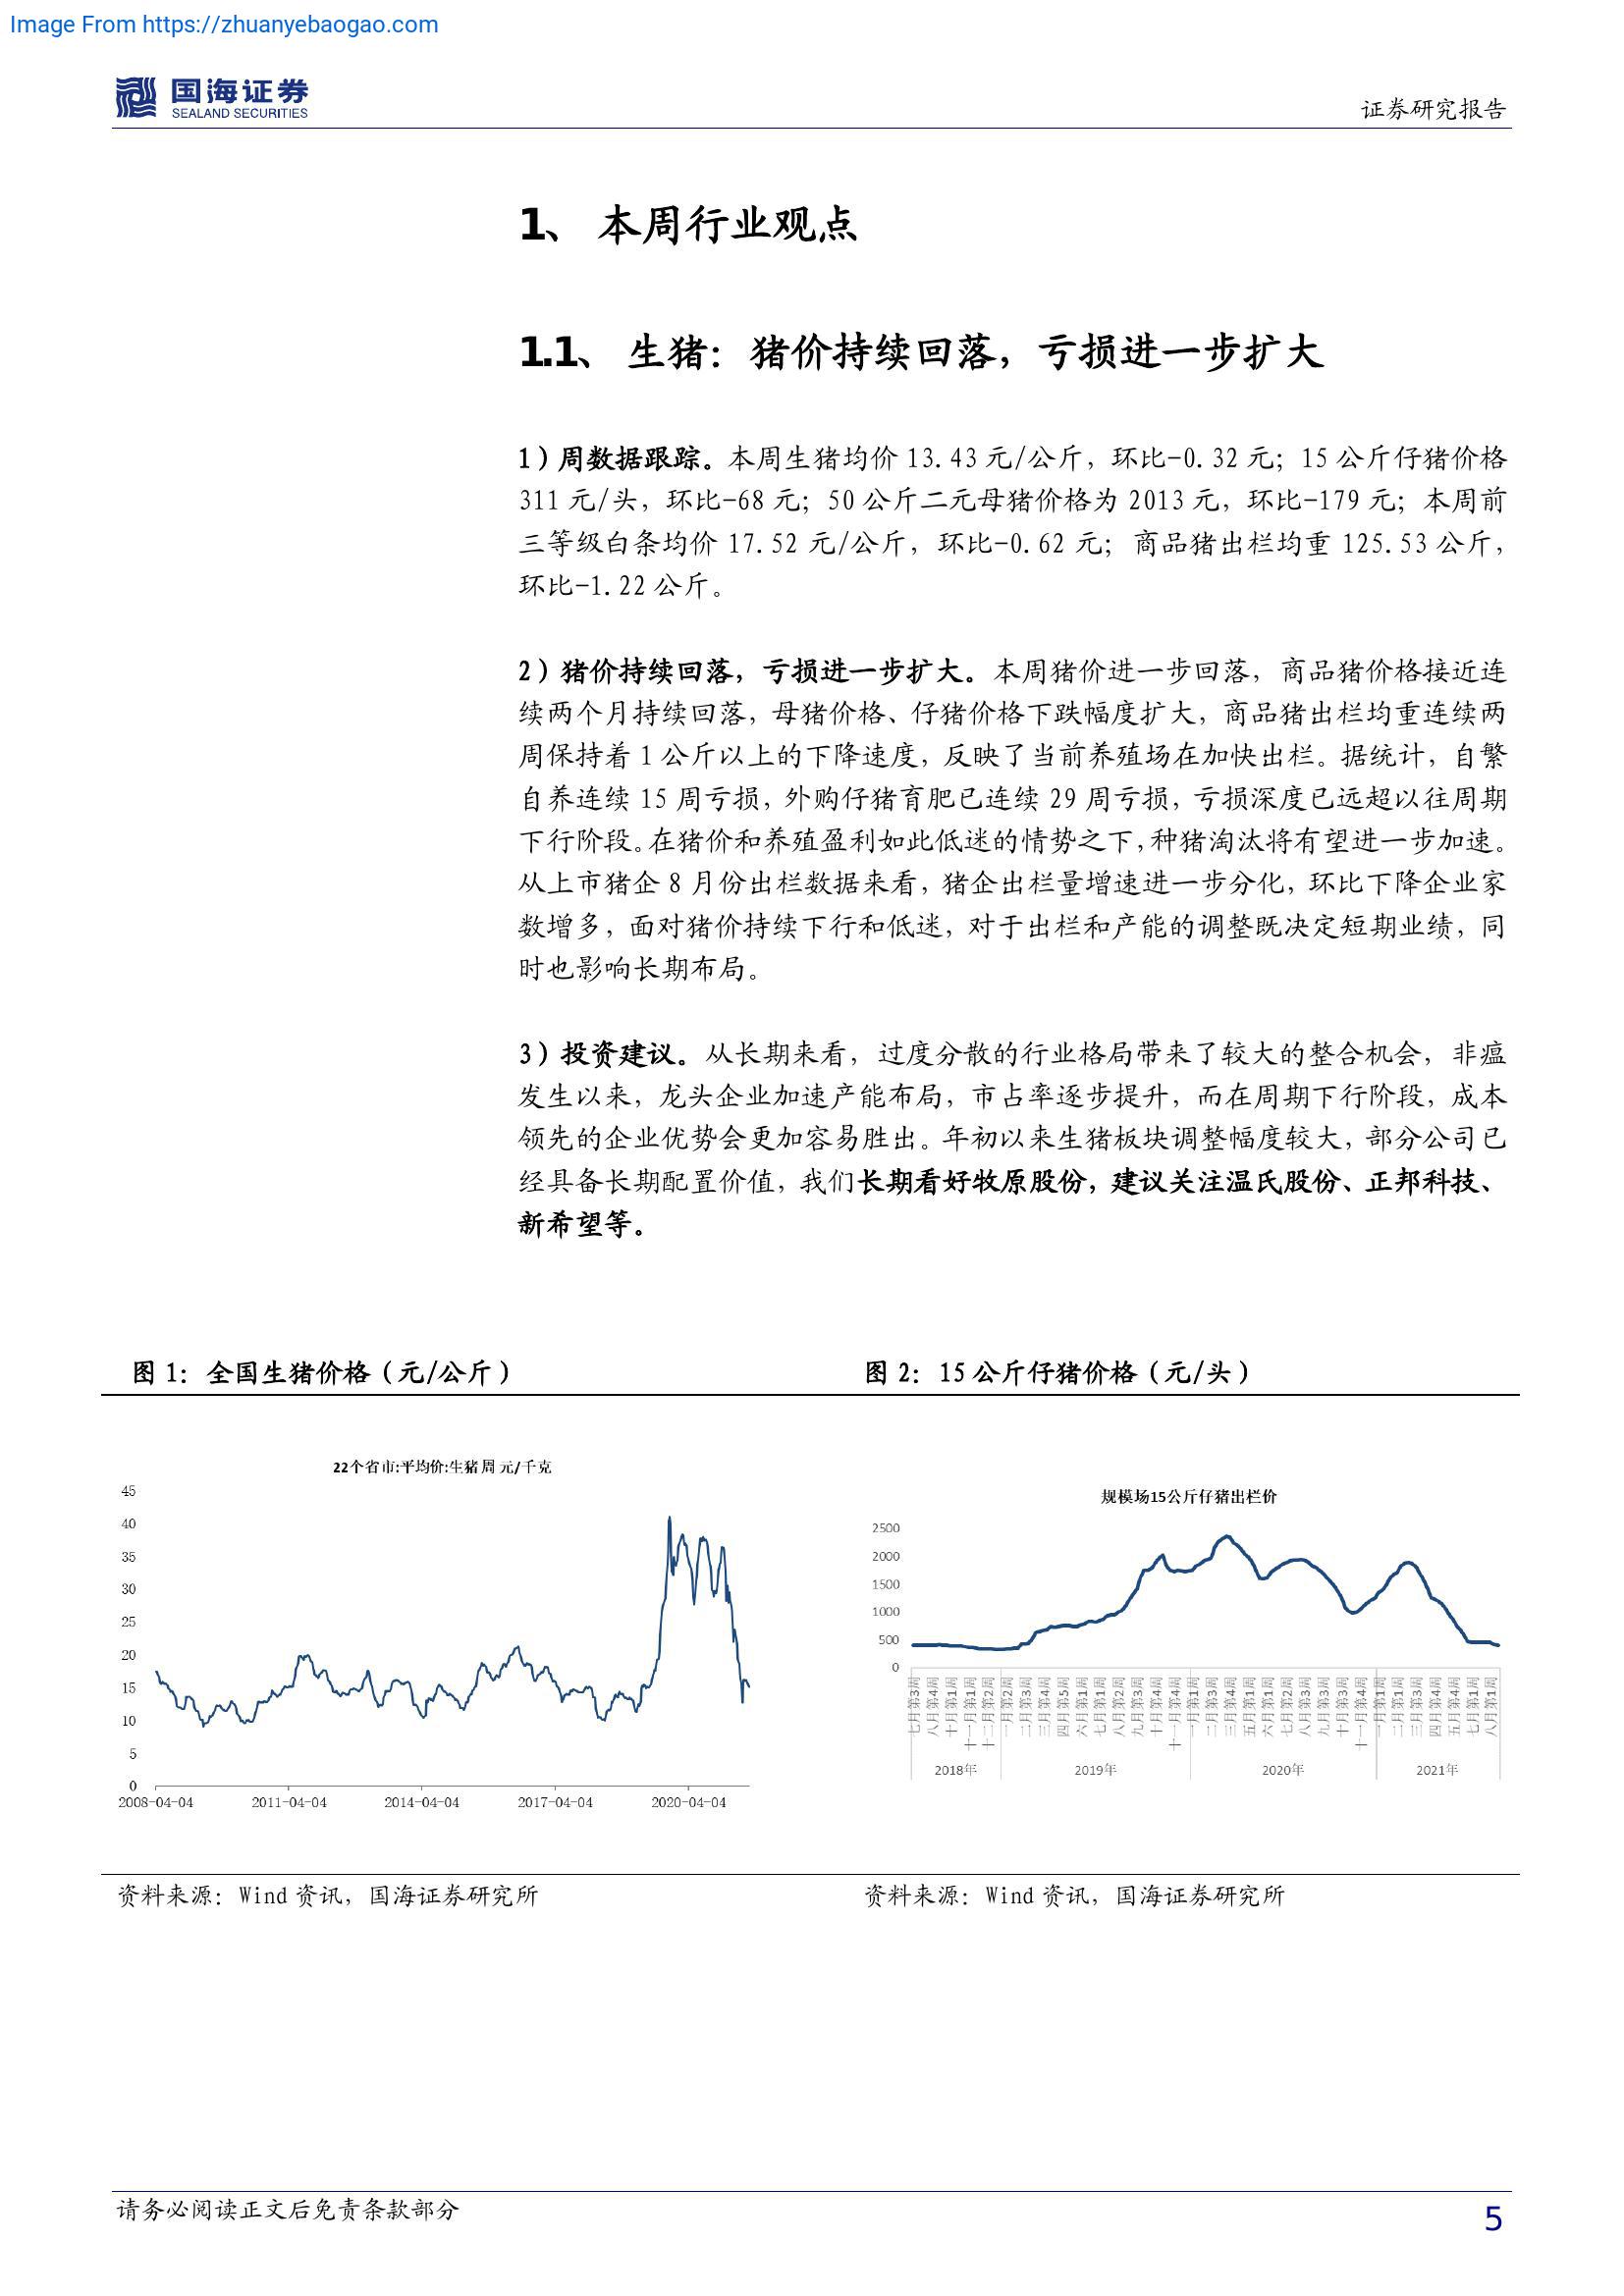 Image From https://zhuanyebaogao.com
国海证券
SEALAND SECURITIES
证券研究报告
1、 本周行业观点
1.1、 生猪：猪价持续回落，亏损进一步扩大
1）周数据跟踪。本周生猪均价 13.43 元/公斤，环比-0.32 元；15 公斤仔猪价格
311 元/头，环比-68 元；50 公斤二元母猪价格为 2013 元，环比-179 元；本周前
三等级白条均价 17.52 元/公斤，环比-0.62 元；商品猪出栏均重 125.53 公斤，
环比-1.22 公斤。
2）猪价持续回落，亏损进一步扩大。本周猪价进一步回落，商品猪价格接近连
续两个月持续回落，母猪价格、仔猪价格下跌幅度扩大，商品猪出栏均重连续两
周保持着 1 公斤以上的下降速度，反映了当前养殖场在加快出栏。据统计，自繁
自养连续 15 周亏损，外购仔猪育肥已连续 29 周亏损，亏损深度已远超以往周期
下行阶段。在猪价和养殖盈利如此低迷的情势之下，种猪淘汰将有望进一步加速。
从上市猪企 8 月份出栏数据来看，猪企出栏量增速进一步分化，环比下降企业家
数增多，面对猪价持续下行和低迷，对于出栏和产能的调整既决定短期业绩，同
时也影响长期布局。
3）投资建议。从长期来看，过度分散的行业格局带来了较大的整合机会，非瘟
发生以来，龙头企业加速产能布局，市占率逐步提升，而在周期下行阶段，成本
领先的企业优势会更加容易胜出。年初以来生猪板块调整幅度较大，部分公司已
经具备长期配置价值，我们长期看好牧原股份，建议关注温氏股份、正邦科技、
新希望等。
图 1：全国生猪价格（元/公斤）
22个省市:平均价:生猪 周 元/千克
45
40
35
30
25
20
15
10
5
0
2008-04-04
2011-04-04
2014-04-04
2017-04-04
2020-04-04
资料来源：Wind 资讯，国海证券研究所
图 2：15 公斤仔猪价格（元/头）
规模场15公斤仔猪出栏价
2500
2000
1500
1000
500
0
七月第3周
八月第4周
十月第1周
十一月第1周
十二月第2周
一月第2周
二月第3周
三月第4周
四月第5周
六月第1周
七月第1周
八月第2周
九月第3周
十月第4周
十一月第4周
一月第1周
二月第3周
三月第4周
五月第1周
六月第1周
七月第2周
八月第3周
九月第3周
十月第3周
十一月第4周
一月第1周
二月第1周
三月第3周
四月第4周
五月第4周
七月第1周
八月第1周
2018年
2019年
2020年
2021年
资料来源：Wind 资讯，国海证券研究所
请务必阅读正文后免责条款部分
5